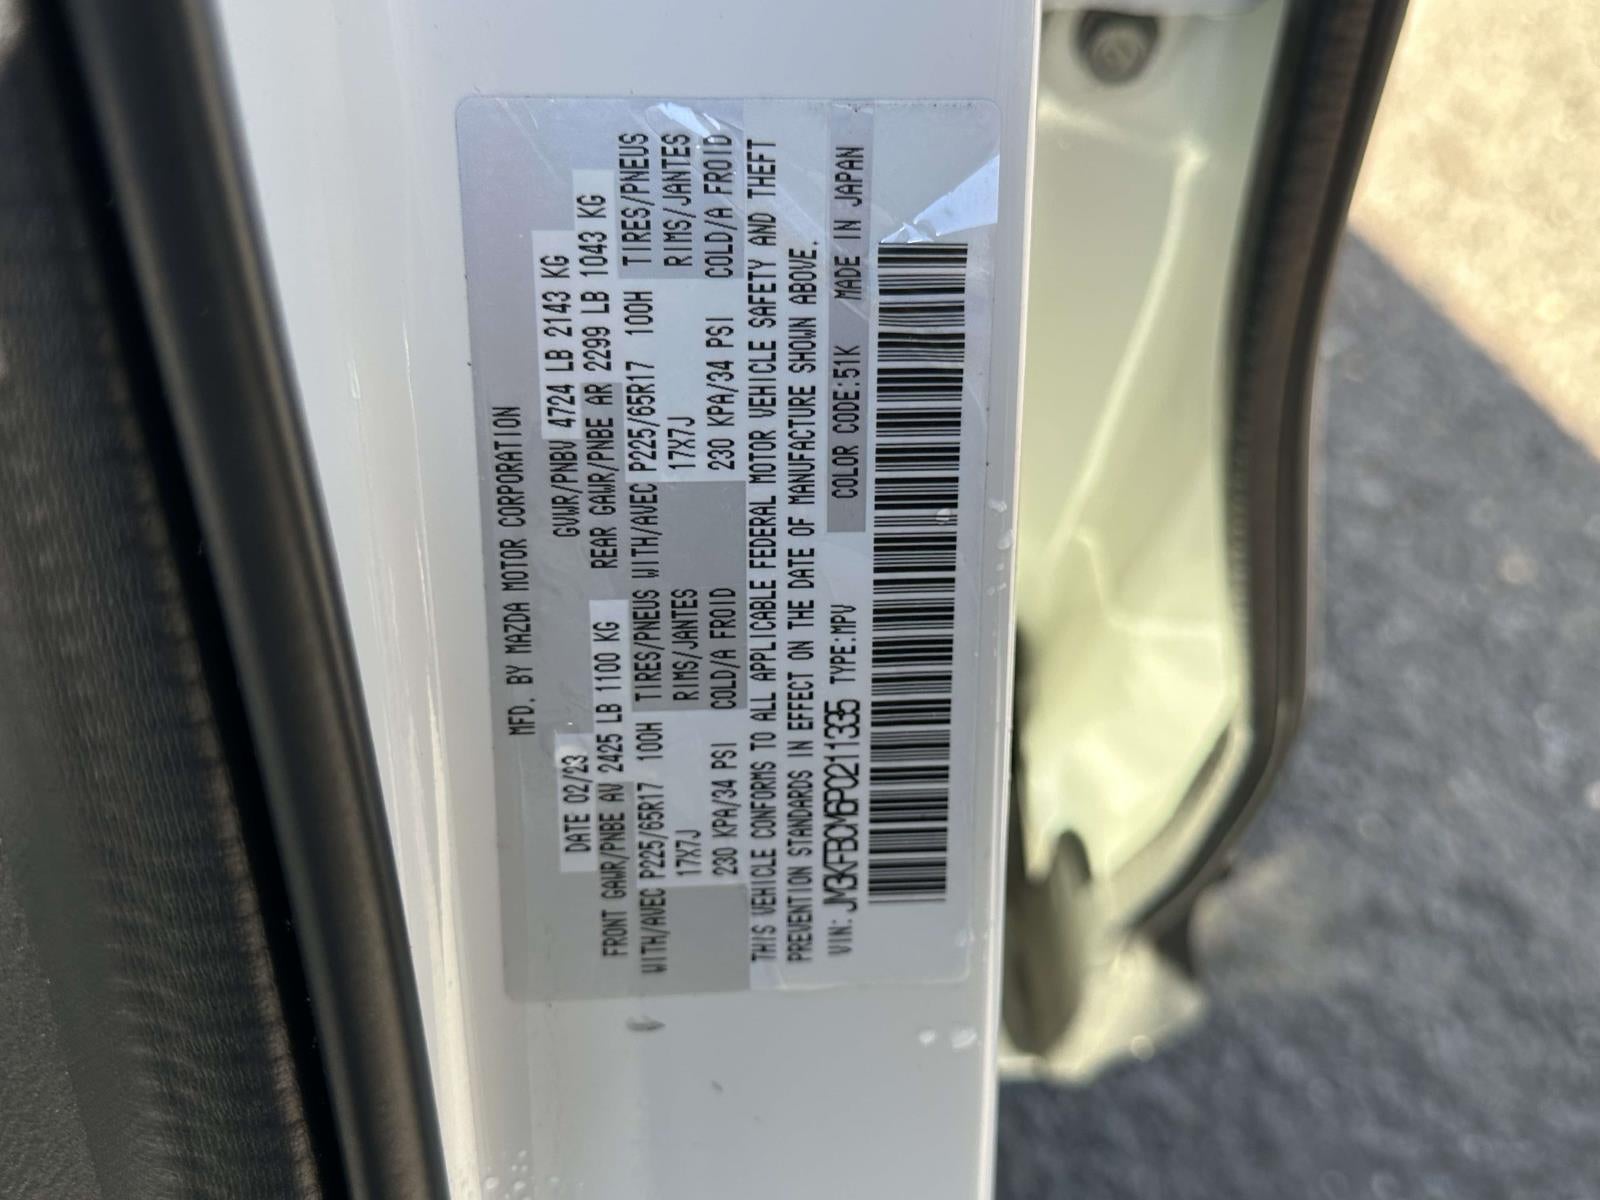 MFD. BY MAZDA MOTOR CORPORATION
DATE 02/23 GVWR/PNBV 4724 LB 2143 KG
FRONT GAWR/PNBE AV 2425 LB 1100 KG REAR GAWR/PNBE AR 2299 LB 1043 KG
WITH/AVEC P225/65R17 100H TIRES/PNEUS WITH/AVEC P225/65R17 100H TIRES/PNEUS
17X7J RIMS/JANTES 17X7J RIMS/JANTES
230 KPA/34 PSI COLD/A FROID 230 KPA/34 PSI COLD/A FROID
THIS VEHICLE CONFORMS TO ALL APPLICABLE FEDERAL MOTOR VEHICLE SAFETY AND THEFT
PREVENTION STANDARDS IN EFFECT ON THE DATE OF MANUFACTURE SHOWN ABOVE.
VIN: JM3KFBCM6P0211335 TYPE:MPV COLOR CODE:51K MADE IN JAPAN